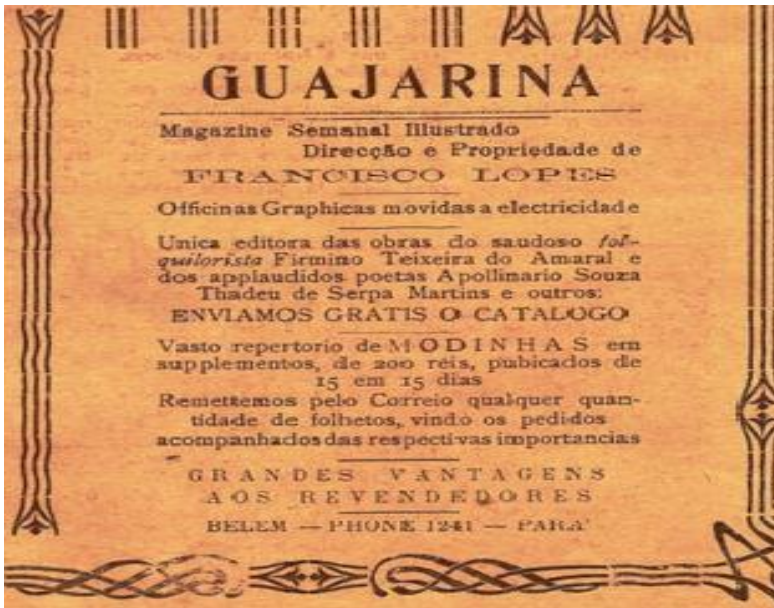 GUAJARINA
Magazine Semanal Illustrado
Direcção e Propriedade de
FRANCISCO LOPES
Officinas Graphicas movidas a electricidade
Unica editora das obras do saudoso fol-
quilorista Firmino Teixeira do Amaral e
dos applaudidos poetas Apollinario Souza
Thadeu de Serpa Martins e outros:
ENVIAMOS GRATIS O CATALOGO
Vasto repertorio de MODINHAS em
supplementos, de 200 réis, pubicados de
15 em 15 dias
Remettemos pelo Correio qualquer quan-
tidade de folhetos, vindo os pedidos
acompanhados das respectivas importancias
GRANDES VANTAGENS
AOS REVENDEDORES
BELEM — PHONE 1241 — PARA'